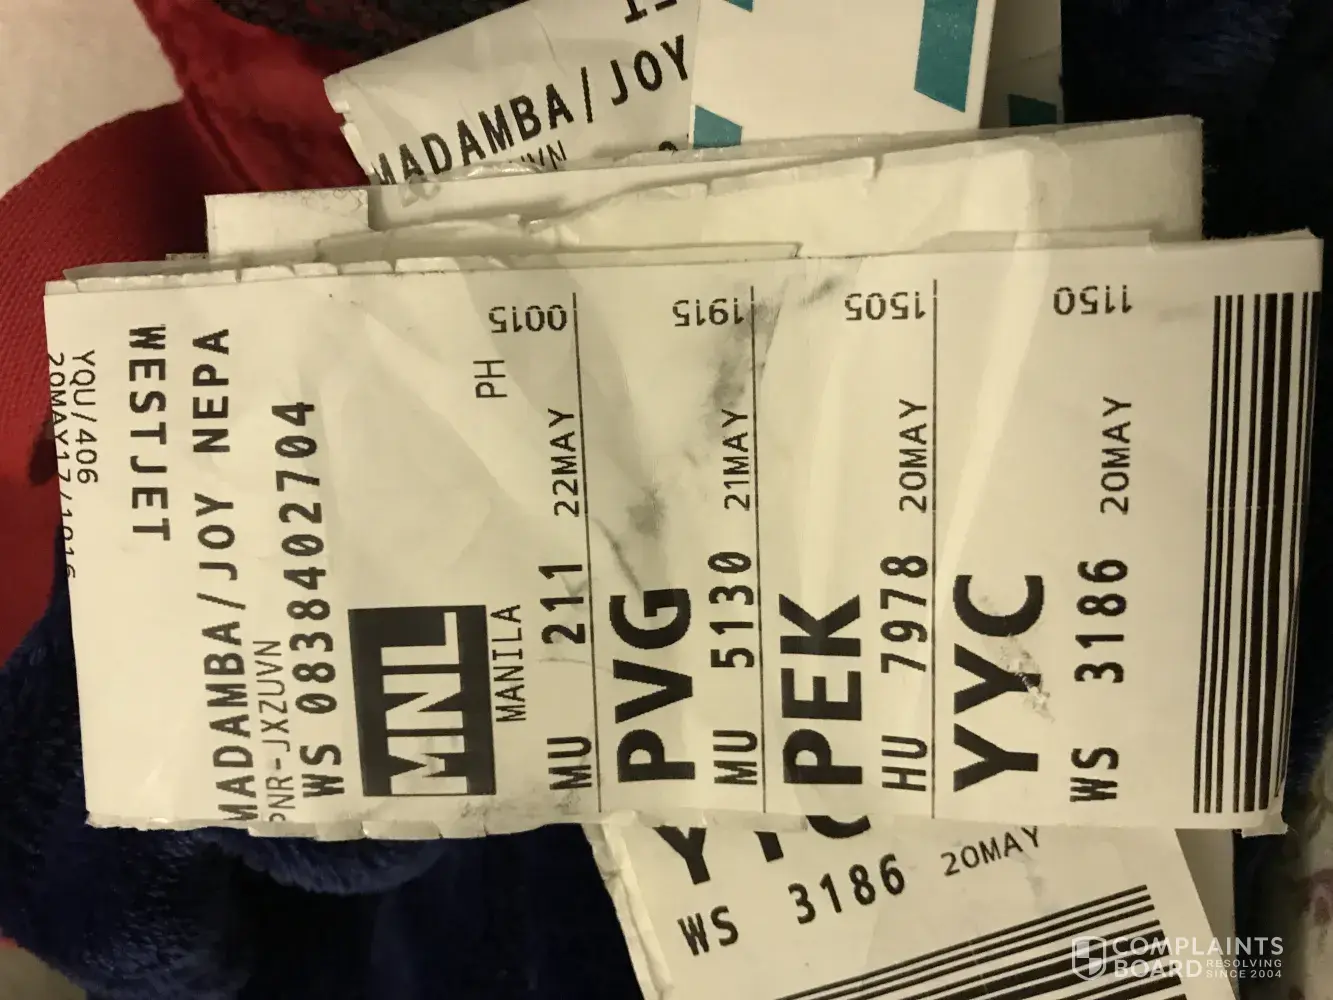 MADAMBA/JOY
YQU/406
20MAY17/1016
WESTJET
MADAMBA/JOY NEPA
PNR-JXZUVN
WS 0838402704
MNL
MANILA
PH
MU 211 22MAY 0015
PVG
MU 5130 21MAY 1915
PEK
HU 7978 20MAY 1505
YYC
WS 3186 20MAY 1150
WS 3186 20MAY
COMPLAINTS
BOARD RESOLVING
SINCE 2004